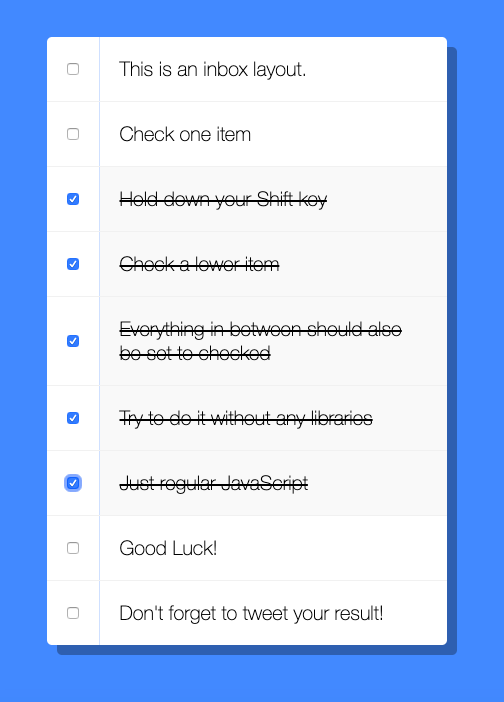 This is an inbox layout.
Check one item
Hold down your Shift key
Check a lower item
Everything in between should also
be set to checked
Try to do it without any libraries
Just regular JavaScript
Good Luck!
Don't forget to tweet your result!